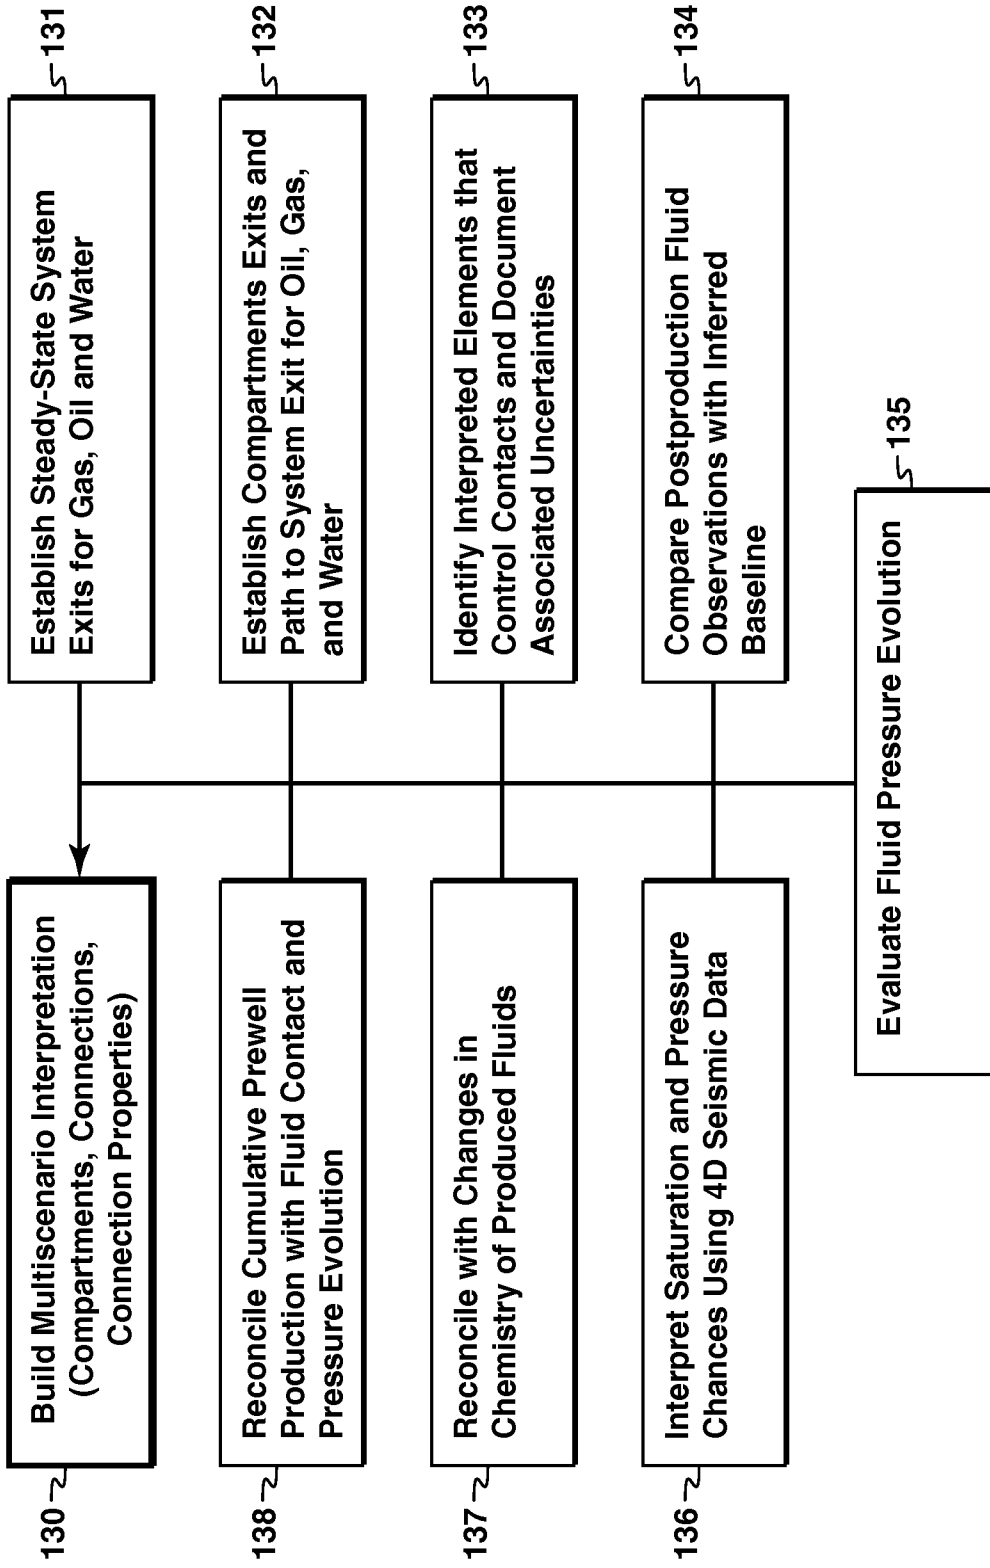 130
Build Multiscenario Interpretation
(Compartments, Connections,
Connection Properties)
Establish Steady-State System
Exits for Gas, Oil and Water
131
138
Reconcile Cumulative Prewell
Production with Fluid Contact and
Pressure Evolution
Establish Compartments Exits and
Path to System Exit for Oil, Gas,
and Water
132
137
Reconcile with Changes in
Chemistry of Produced Fluids
Identify Interpreted Elements that
Control Contacts and Document
Associated Uncertainties
133
136
Interpret Saturation and Pressure
Chances Using 4D Seismic Data
Compare Postproduction Fluid
Observations with Inferred
Baseline
134
Evaluate Fluid Pressure Evolution
135